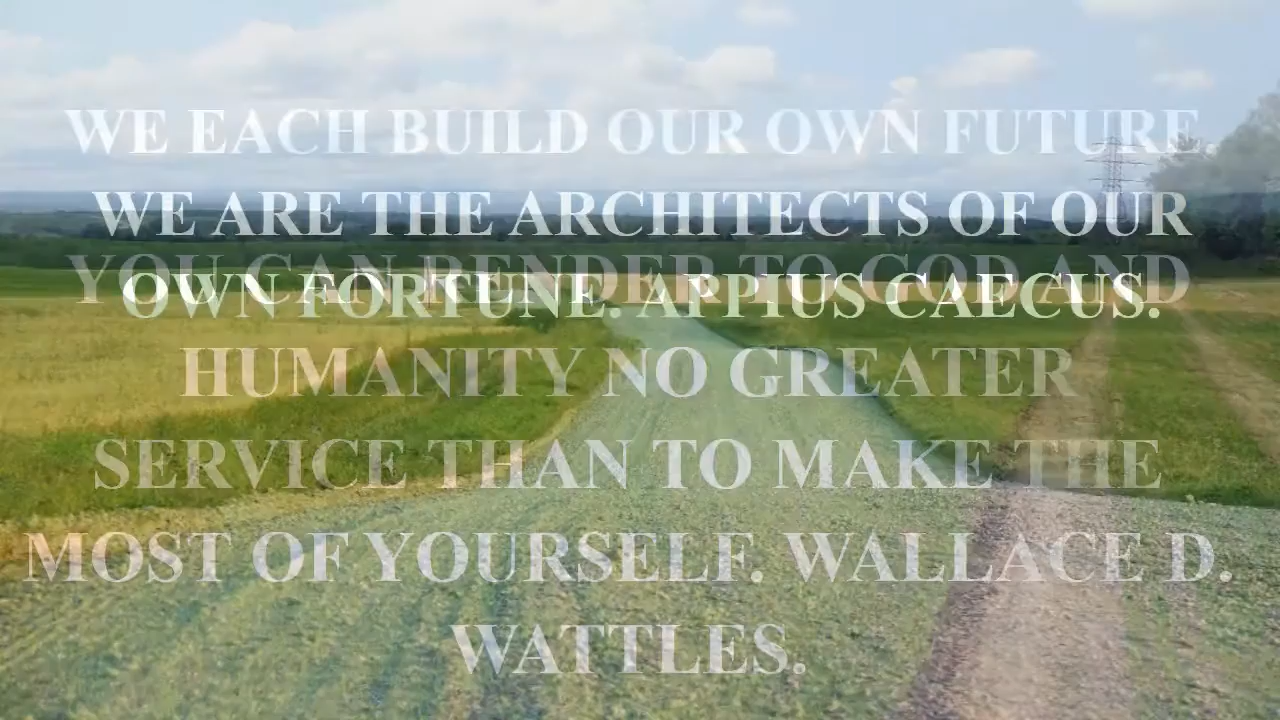 WE EACH BUILD OUR OWN FUTURE.
WE ARE THE ARCHITECTS OF OUR
OWN FORTUNE. APPIUS CAECUS.
YOU CAN RENDER TO GOD AND
HUMANITY NO GREATER
SERVICE THAN TO MAKE THE
MOST OF YOURSELF. WALLACE D.
WATTLES.